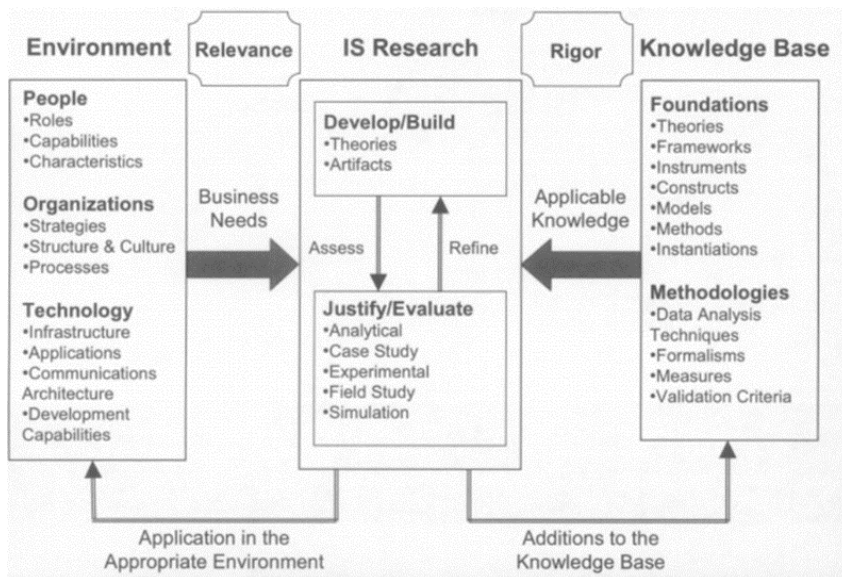 Environment
Relevance
IS Research
Rigor
Knowledge Base
People
•Roles
•Capabilities
•Characteristics
Organizations
•Strategies
•Structure & Culture
•Processes
Technology
•Infrastructure
•Applications
•Communications
Architecture
•Development
Capabilities
Business
Needs
Develop/Build
•Theories
•Artifacts
Assess
Refine
Justify/Evaluate
•Analytical
•Case Study
•Experimental
•Field Study
•Simulation
Applicable
Knowledge
Foundations
•Theories
•Frameworks
•Instruments
•Constructs
•Models
•Methods
•Instantiations
Methodologies
•Data Analysis
Techniques
•Formalisms
•Measures
•Validation Criteria
Application in the
Appropriate Environment
Additions to the
Knowledge Base